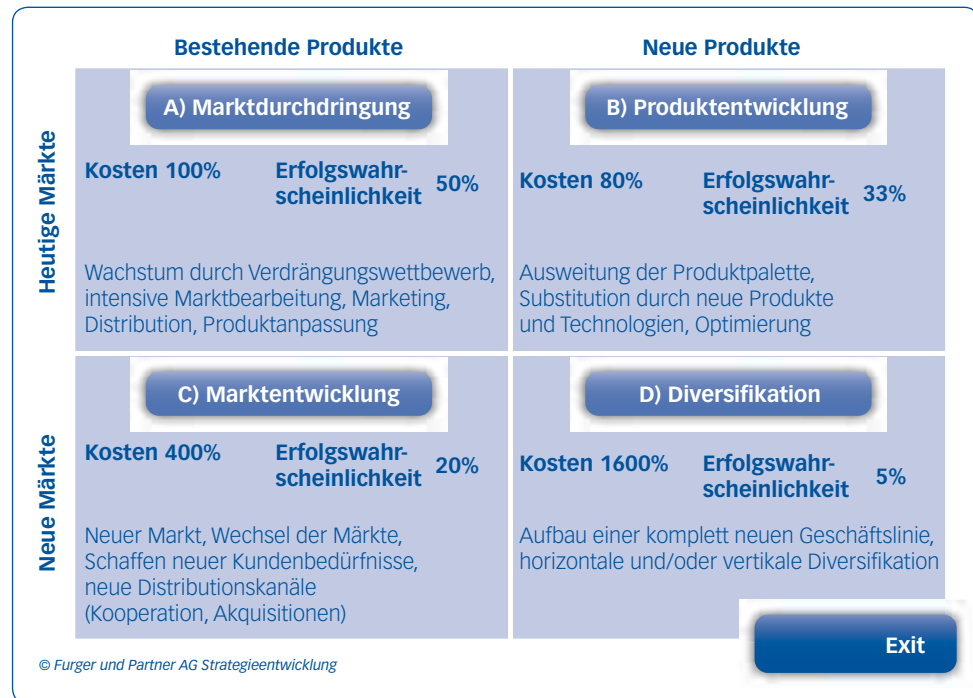 Bestehende Produkte
Neue Produkte
Heutige Märkte
A) Marktdurchdringung
Kosten 100%
Erfolgswahr-
scheinlichkeit 50%
Wachstum durch Verdrängungswettbewerb,
intensive Marktbearbeitung, Marketing,
Distribution, Produktanpassung
B) Produktentwicklung
Kosten 80%
Erfolgswahr-
scheinlichkeit 33%
Ausweitung der Produktpalette,
Substitution durch neue Produkte
und Technologien, Optimierung
Neue Märkte
C) Marktentwicklung
Kosten 400%
Erfolgswahr-
scheinlichkeit 20%
Neuer Markt, Wechsel der Märkte,
Schaffen neuer Kundenbedürfnisse,
neue Distributionskanäle
(Kooperation, Akquisitionen)
D) Diversifikation
Kosten 1600%
Erfolgswahr-
scheinlichkeit 5%
Aufbau einer komplett neuen Geschäftslinie,
horizontale und/oder vertikale Diversifikation
Exit
© Furger und Partner AG Strategieentwicklung